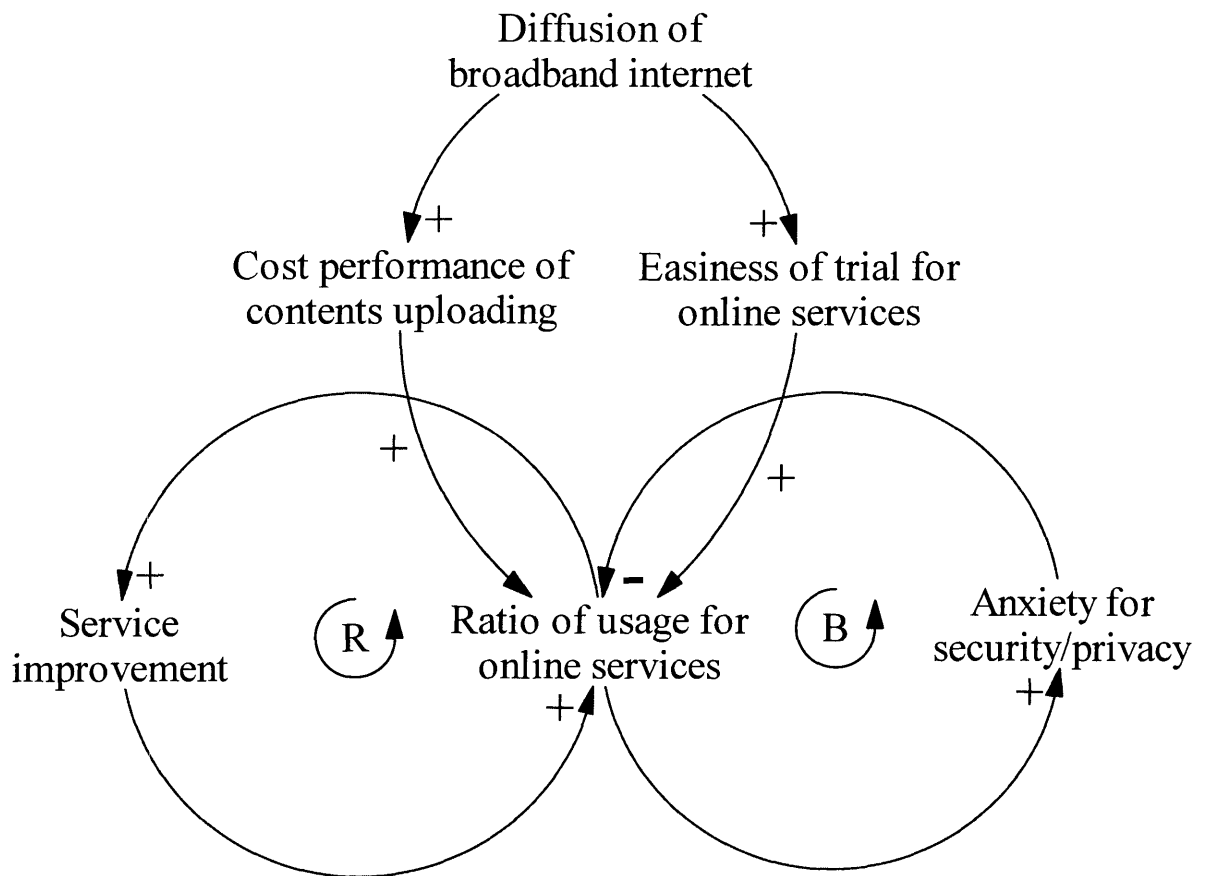 Diffusion of
broadband internet
+
+
Cost performance of
contents uploading
Easiness of trial for
online services
+
+
+
-
Service
improvement
R
Ratio of usage for
online services
B
Anxiety for
security/privacy
+
+